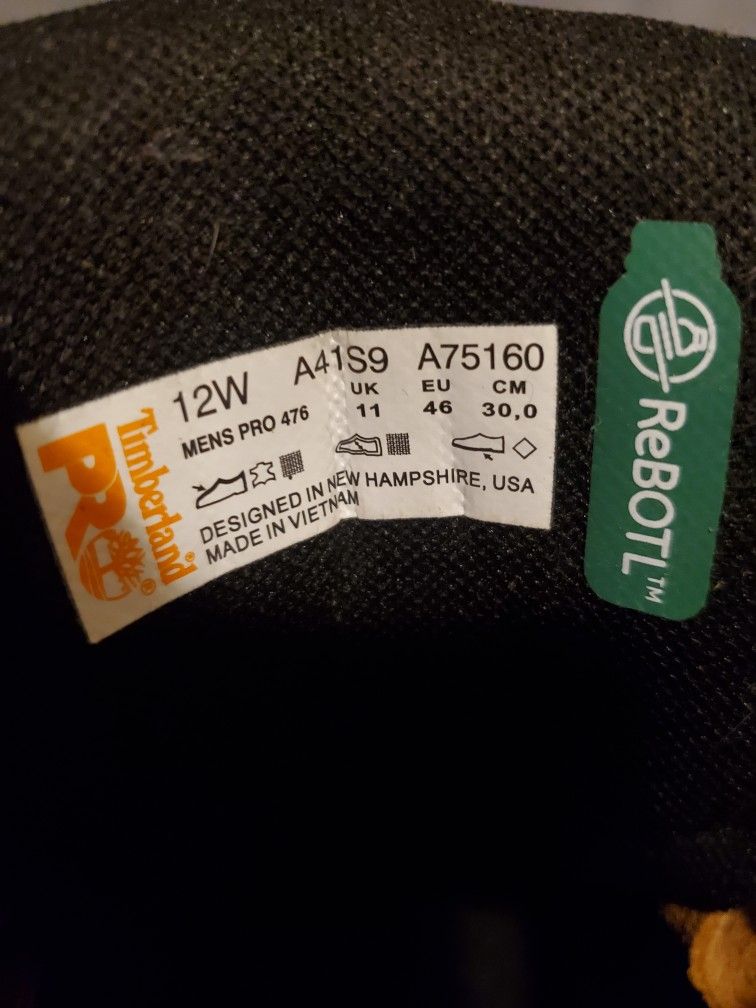 Timberland
PRO®
12W A41S9 A75160
MENS PRO 476
UK EU CM
11 46 30,0
DESIGNED IN NEW HAMPSHIRE, USA
MADE IN VIETNAM
ReBOTL™